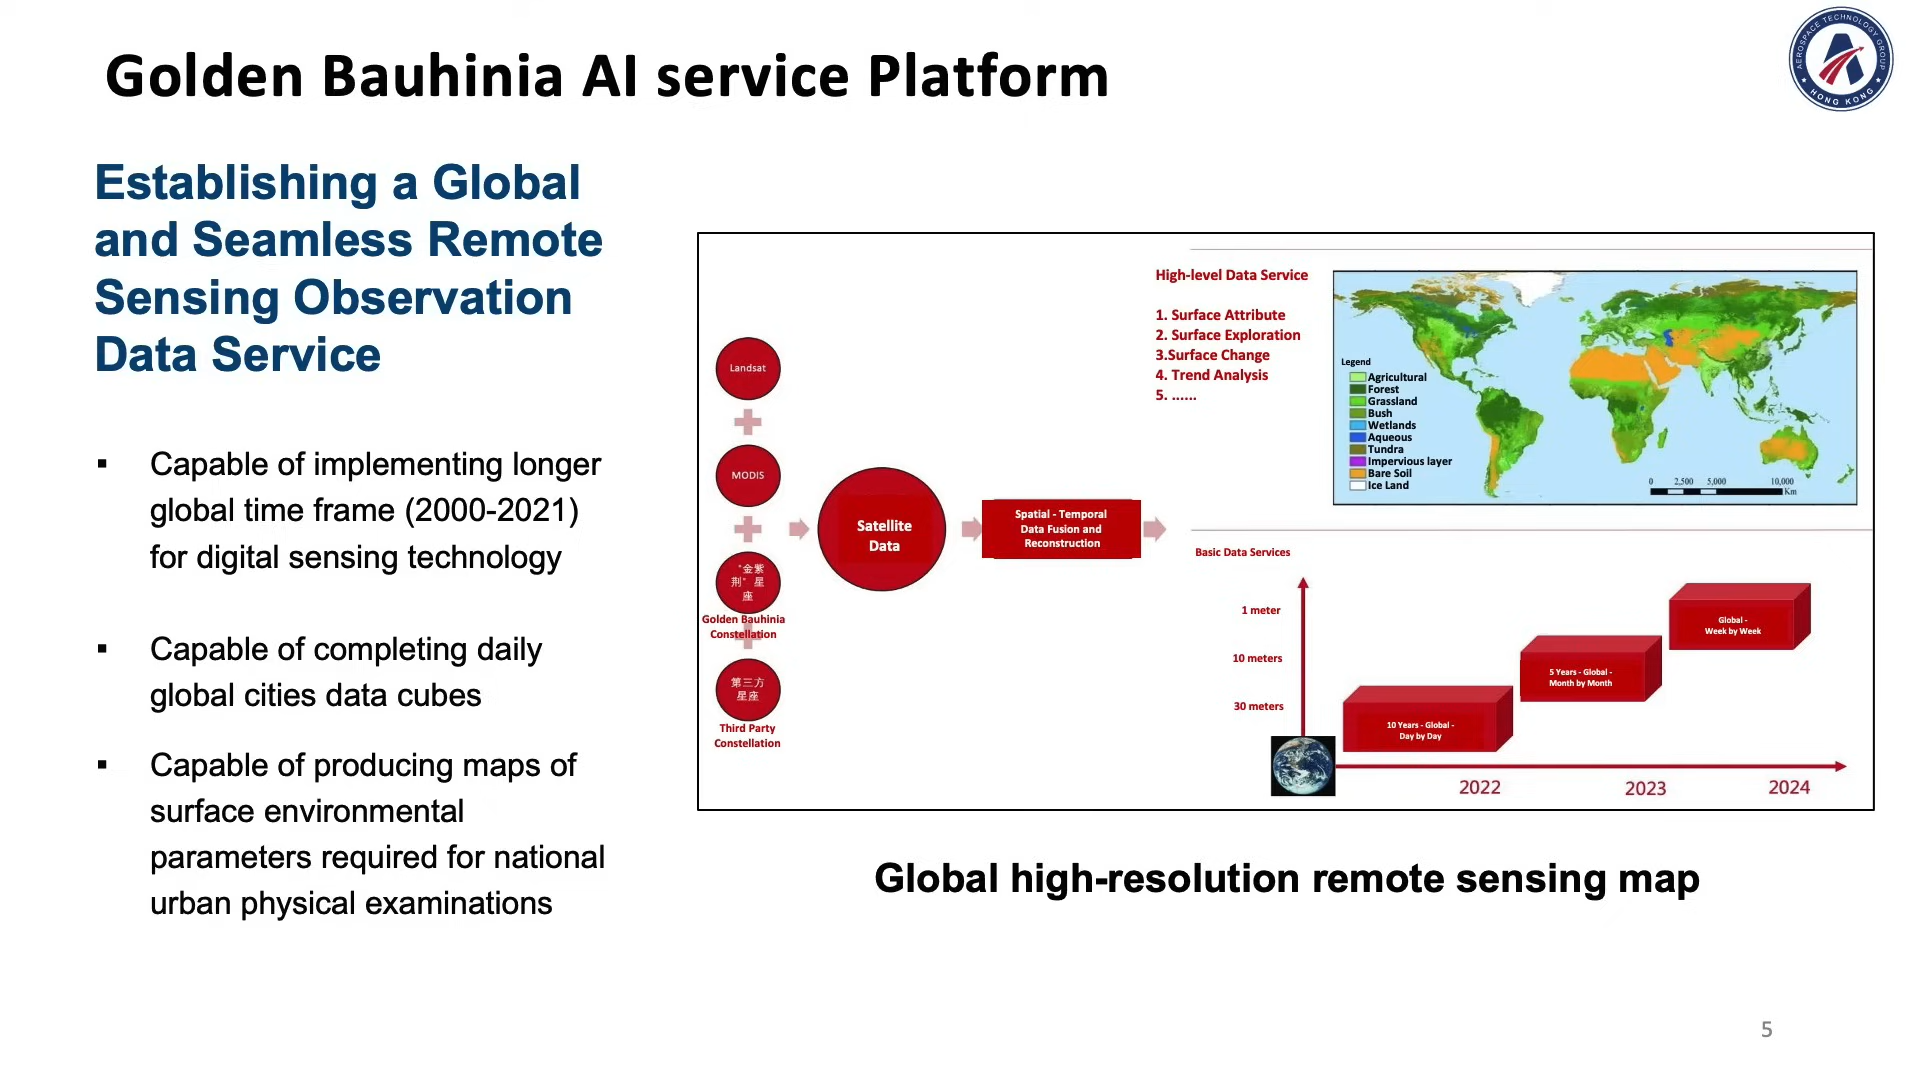 Golden Bauhinia AI service Platform
AEROSPACE TECHNOLOGY GROUP
HONG KONG
Establishing a Global
and Seamless Remote
Sensing Observation
Data Service
▪ Capable of implementing longer
global time frame (2000-2021)
for digital sensing technology
▪ Capable of completing daily
global cities data cubes
▪ Capable of producing maps of
surface environmental
parameters required for national
urban physical examinations
Landsat
MODIS
"金紫
荆" 星
座
Golden Bauhinia
Constellation
第三方
星座
Third Party
Constellation
Satellite
Data
Spatial - Temporal
Data Fusion and
Reconstruction
High-level Data Service
1. Surface Attribute
2. Surface Exploration
3.Surface Change
4. Trend Analysis
5. ......
Legend
Agricultural
Forest
Grassland
Bush
Wetlands
Aqueous
Tundra
Impervious layer
Bare Soil
Ice Land
0 2,500 5,000 10,000
Km
Basic Data Services
1 meter
10 meters
30 meters
10 Years - Global -
Day by Day
5 Years - Global -
Month by Month
Global -
Week by Week
2022 2023 2024
Global high-resolution remote sensing map
5